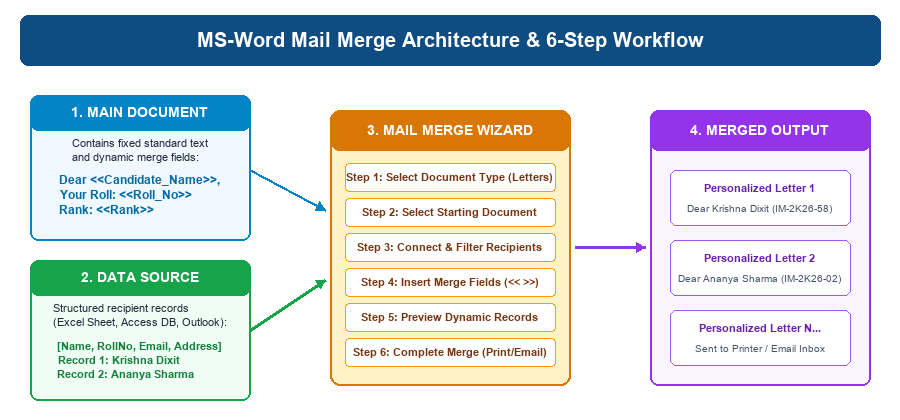 MS-Word Mail Merge Architecture & 6-Step Workflow
1. MAIN DOCUMENT
Contains fixed standard text
and dynamic merge fields:
Dear <<Candidate_Name>>,
Your Roll: <<Roll_No>>
Rank: <<Rank>>
2. DATA SOURCE
Structured recipient records
(Excel Sheet, Access DB, Outlook):
[Name, RollNo, Email, Address]
Record 1: Krishna Dixit
Record 2: Ananya Sharma
3. MAIL MERGE WIZARD
Step 1: Select Document Type (Letters)
Step 2: Select Starting Document
Step 3: Connect & Filter Recipients
Step 4: Insert Merge Fields (<< >>)
Step 5: Preview Dynamic Records
Step 6: Complete Merge (Print/Email)
4. MERGED OUTPUT
Personalized Letter 1
Dear Krishna Dixit (IM-2K26-58)
Personalized Letter 2
Dear Ananya Sharma (IM-2K26-02)
Personalized Letter N...
Sent to Printer / Email Inbox